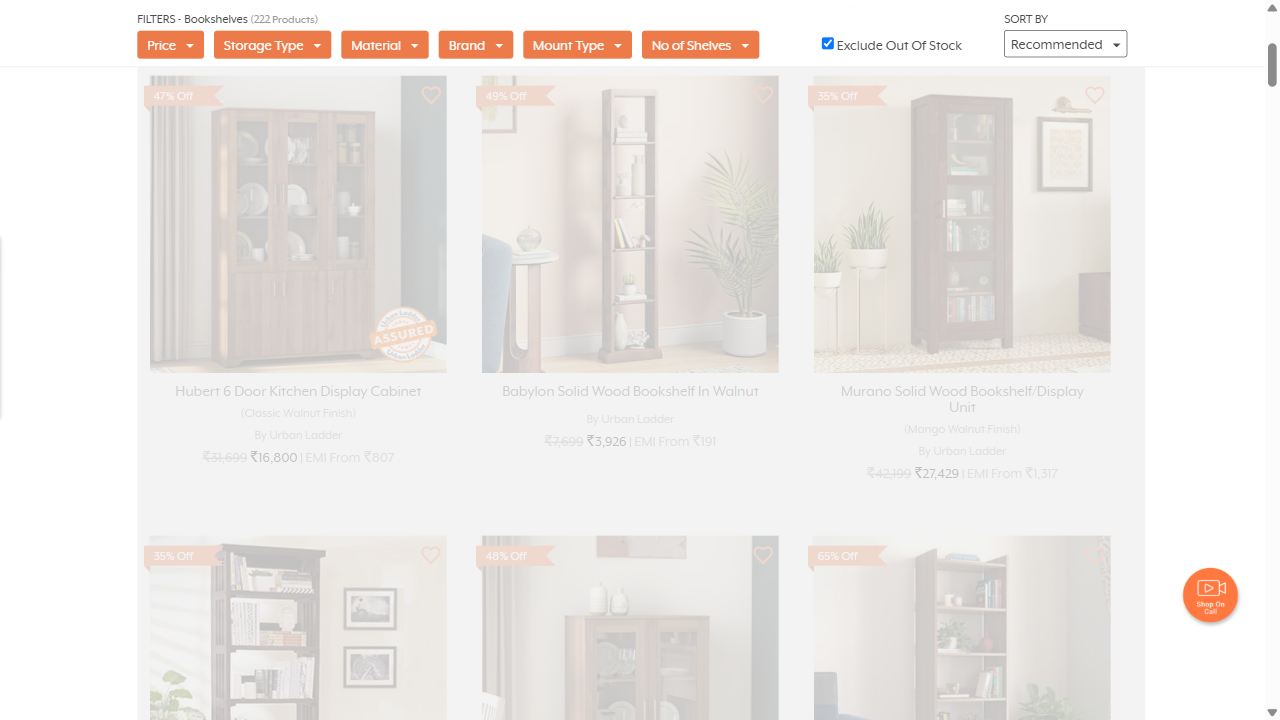 FILTERS - Bookshelves (222 Products)
SORT BY
Price
Storage Type
Material
Brand
Mount Type
No of Shelves
Exclude Out Of Stock
Recommended
47% Off
49% Off
35% Off
Urban Ladder
ASSURED
Urban Ladder
Hubert 6 Door Kitchen Display Cabinet
(Classic Walnut Finish)
By Urban Ladder
₹31,699 ₹16,800 | EMI From ₹807
Babylon Solid Wood Bookshelf In Walnut
By Urban Ladder
₹7,699 ₹3,926 | EMI From ₹191
Murano Solid Wood Bookshelf/Display
Unit
(Mango Walnut Finish)
By Urban Ladder
₹42,199 ₹27,429 | EMI From ₹1,317
35% Off
48% Off
65% Off
Shop On
Call